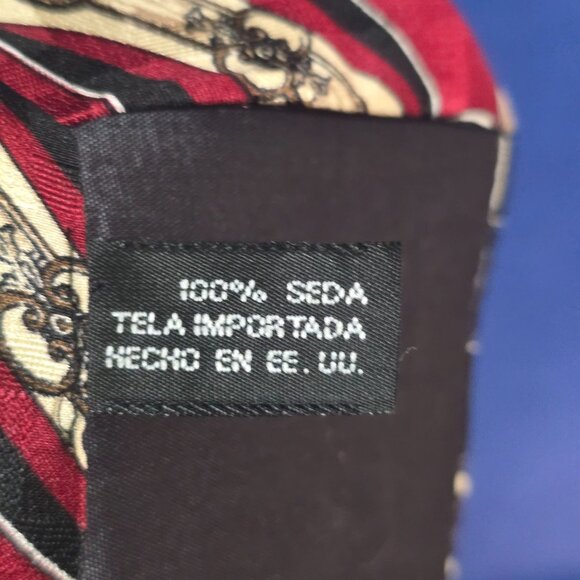 100% SEDA
TELA IMPORTADA
HECHO EN EE. UU.